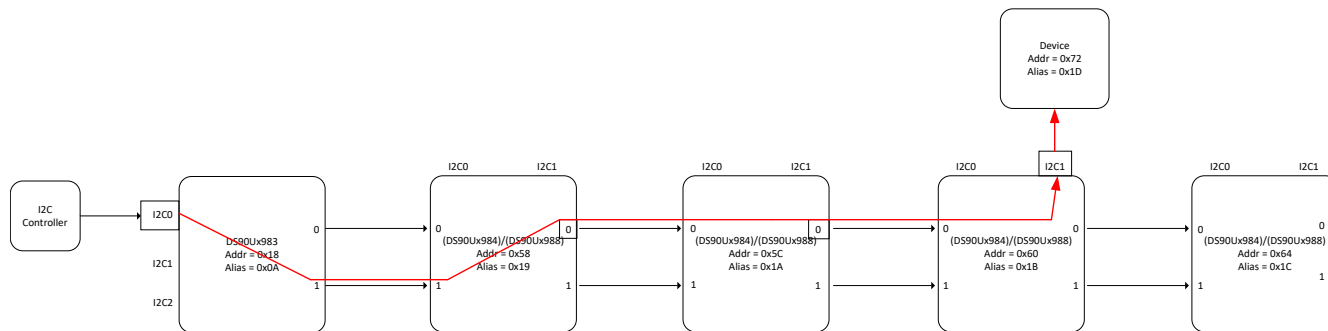 Device
Addr = 0x72
Alias = 0x1D
I2C
Controller
I2C0
I2C1
I2C2
DS90Ux983
Addr = 0x18
Alias = 0x0A
0
1
I2C0
I2C1
0
1
(DS90Ux984)/(DS90Ux988)
Addr = 0x58
Alias = 0x19
0
1
I2C0
I2C1
0
1
(DS90Ux984)/(DS90Ux988)
Addr = 0x5C
Alias = 0x1A
0
1
I2C0
I2C1
0
1
(DS90Ux984)/(DS90Ux988)
Addr = 0x60
Alias = 0x1B
0
1
I2C0
I2C1
0
1
(DS90Ux984)/(DS90Ux988)
Addr = 0x64
Alias = 0x1C
0
1